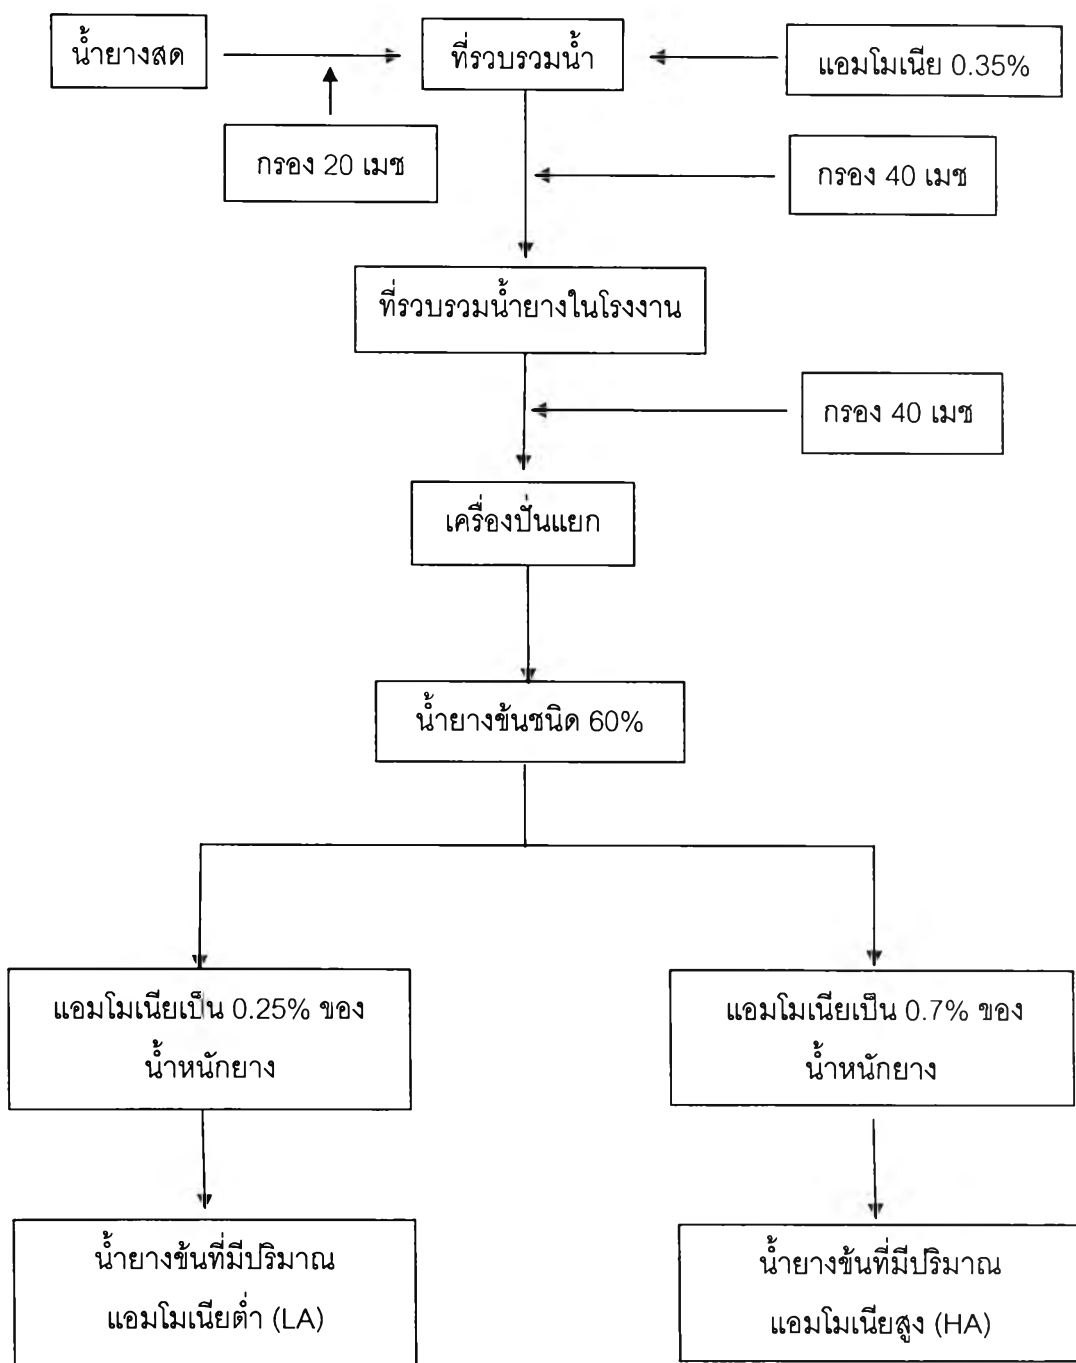 น้ำยางสด
ที่รวบรวมน้ำ
แอมโมเนีย 0.35%
กรอง 20 เมช
กรอง 40 เมช
ที่รวบรวมน้ำยางในโรงงาน
กรอง 40 เมช
เครื่องปั่นแยก
น้ำยางข้นชนิด 60%
แอมโมเนียเป็น 0.25% ของ
น้ำหนักยาง
แอมโมเนียเป็น 0.7% ของ
น้ำหนักยาง
น้ำยางข้นที่มีปริมาณ
แอมโมเนียต่ำ (LA)
น้ำยางข้นที่มีปริมาณ
แอมโมเนียสูง (HA)